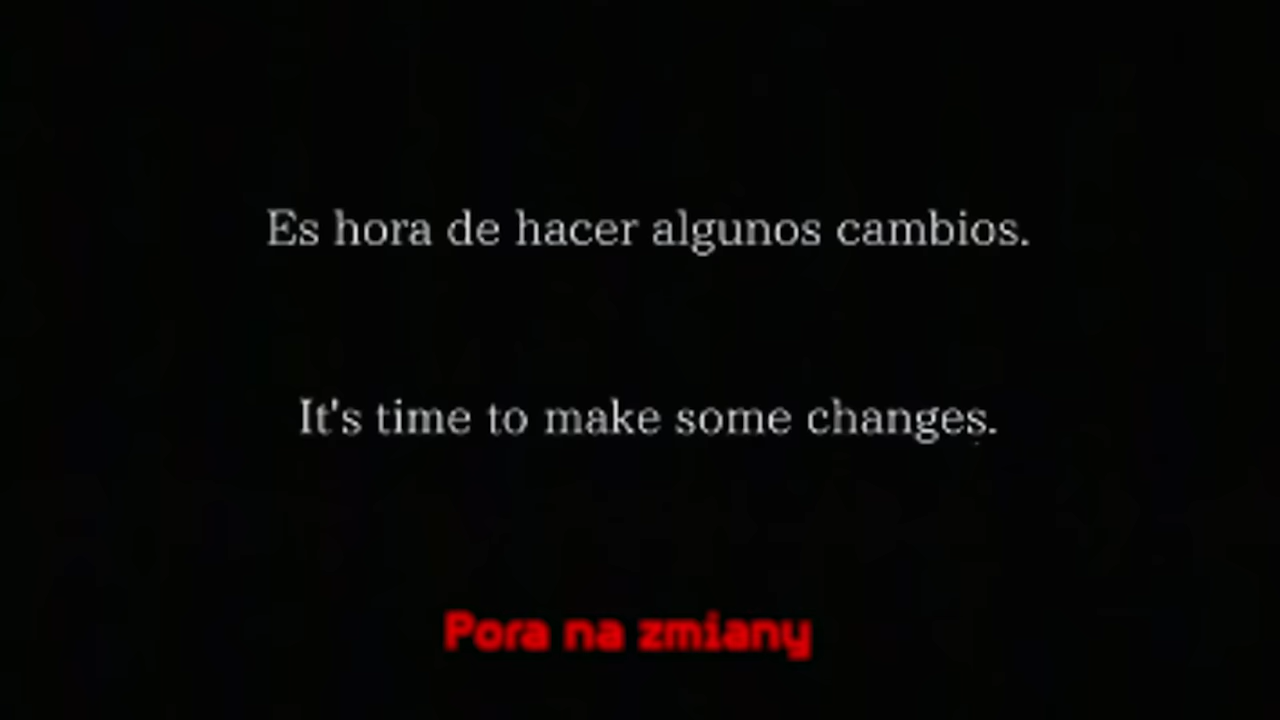 Es hora de hacer algunos cambios.
It's time to make some changes.
Pora na zmiany